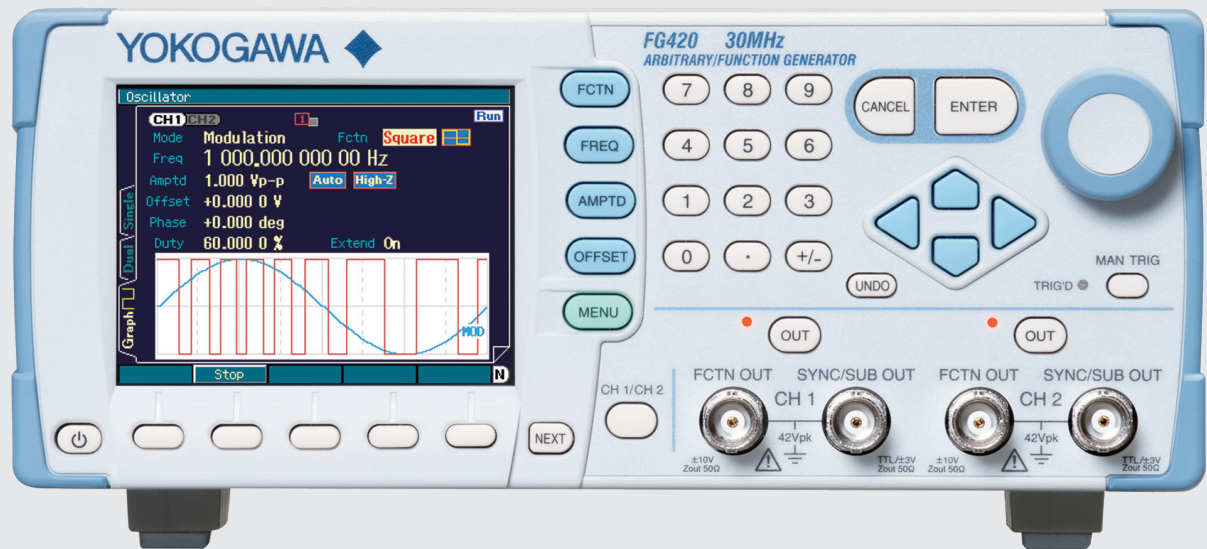 YOKOGAWA
FG420 30MHz
ARBITRARY/FUNCTION GENERATOR
Oscillator
CH1 CH2 1 Run
Mode Modulation Fctn Square
Freq 1 000.000 000 00 Hz
Amptd 1.000 Vp-p Auto High-Z
Offset +0.000 0 V
Phase +0.000 deg
Duty 60.000 0 % Extend On
Single
Dual
Graph
MOD
Stop
N
FCTN
FREQ
AMPTD
OFFSET
MENU
7 8 9
4 5 6
1 2 3
0 . +/-
CANCEL ENTER
UNDO
MAN TRIG
TRIG'D
OUT OUT
NEXT
CH 1/CH 2
FCTN OUT SYNC/SUB OUT FCTN OUT SYNC/SUB OUT
CH 1 CH 2
42Vpk 42Vpk
±10V TTL/±3V ±10V TTL/±3V
Zout 50Ω Zout 50Ω Zout 50Ω Zout 50Ω